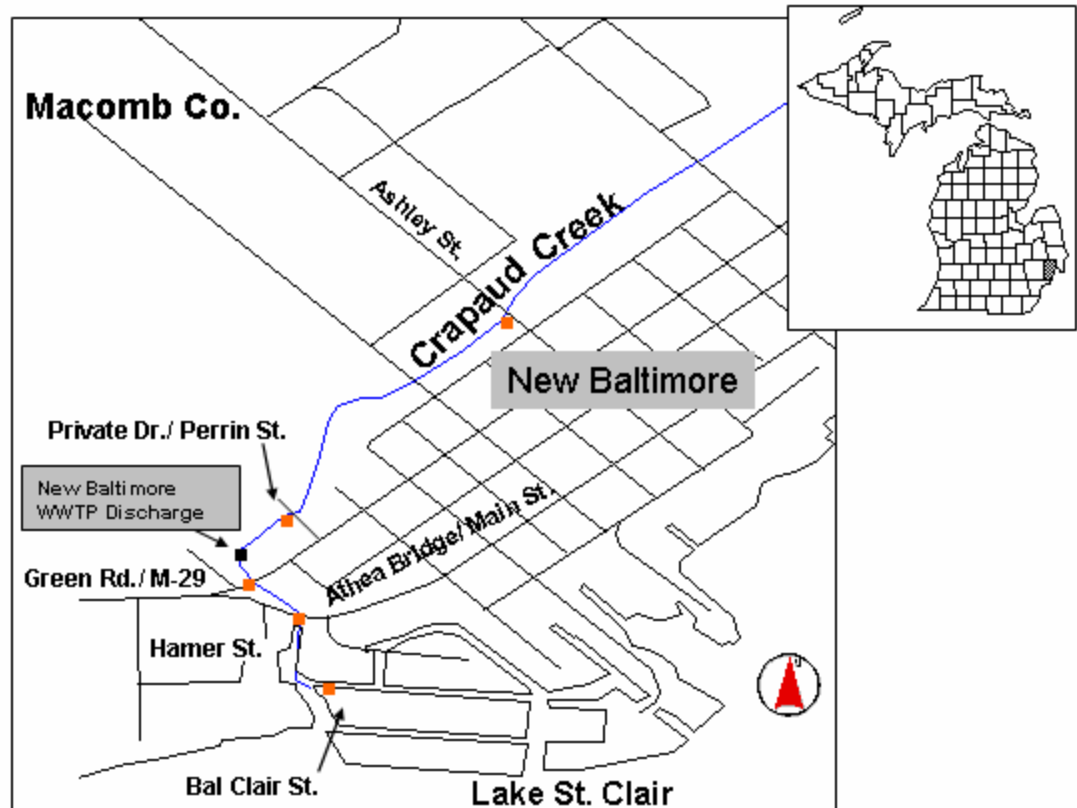 Macomb Co.
Ashley St.
Crapaud Creek
New Baltimore
Private Dr./ Perrin St.
New Baltimore
WWTP Discharge
Athea Bridge/ Main St.
Green Rd./ M-29
Hamer St.
Bal Clair St.
Lake St. Clair